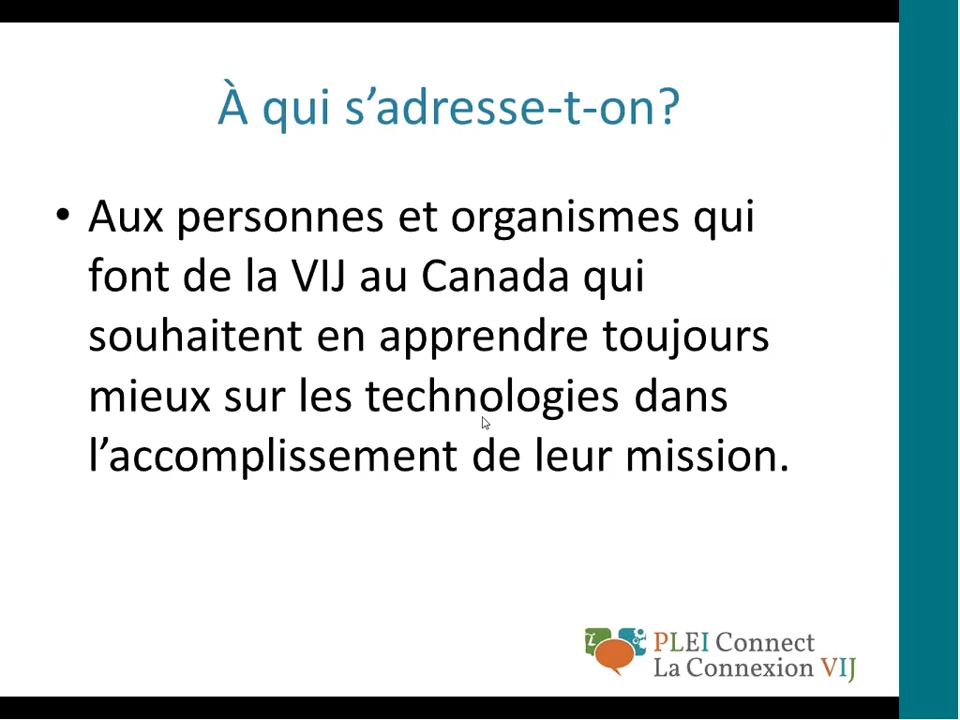 À qui s’adresse-t-on?
• Aux personnes et organismes qui
font de la VIJ au Canada qui
souhaitent en apprendre toujours
mieux sur les technologies dans
l’accomplissement de leur mission.
PLEI Connect
La Connexion VIJ